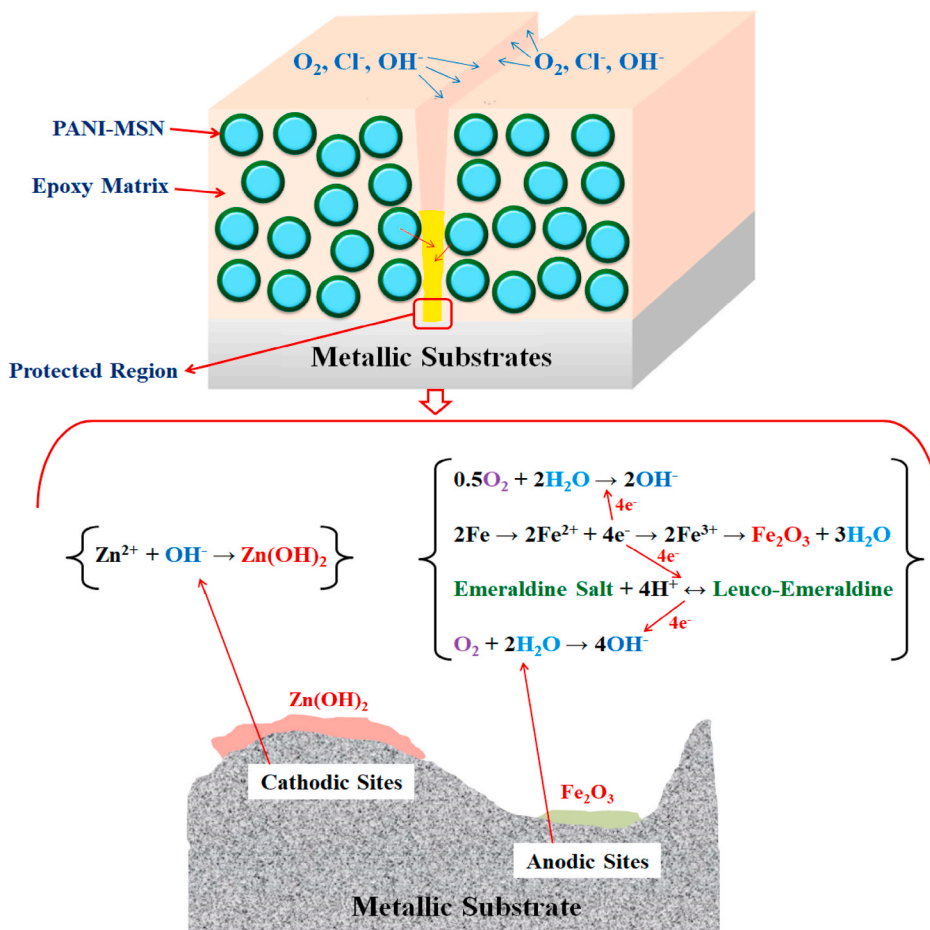 O₂, Cl⁻, OH⁻
O₂, Cl⁻, OH⁻
PANI-MSN
Epoxy Matrix
Metallic Substrates
Protected Region
0.5O₂ + 2H₂O → 2OH⁻
4e⁻
2Fe → 2Fe²⁺ + 4e⁻ → 2Fe³⁺ → Fe₂O₃ + 3H₂O
Zn²⁺ + OH⁻ → Zn(OH)₂
4e⁻
Emeraldine Salt + 4H⁺ ↔ Leuco-Emeraldine
4e⁻
O₂ + 2H₂O → 4OH⁻
Zn(OH)₂
Cathodic Sites
Fe₂O₃
Anodic Sites
Metallic Substrate